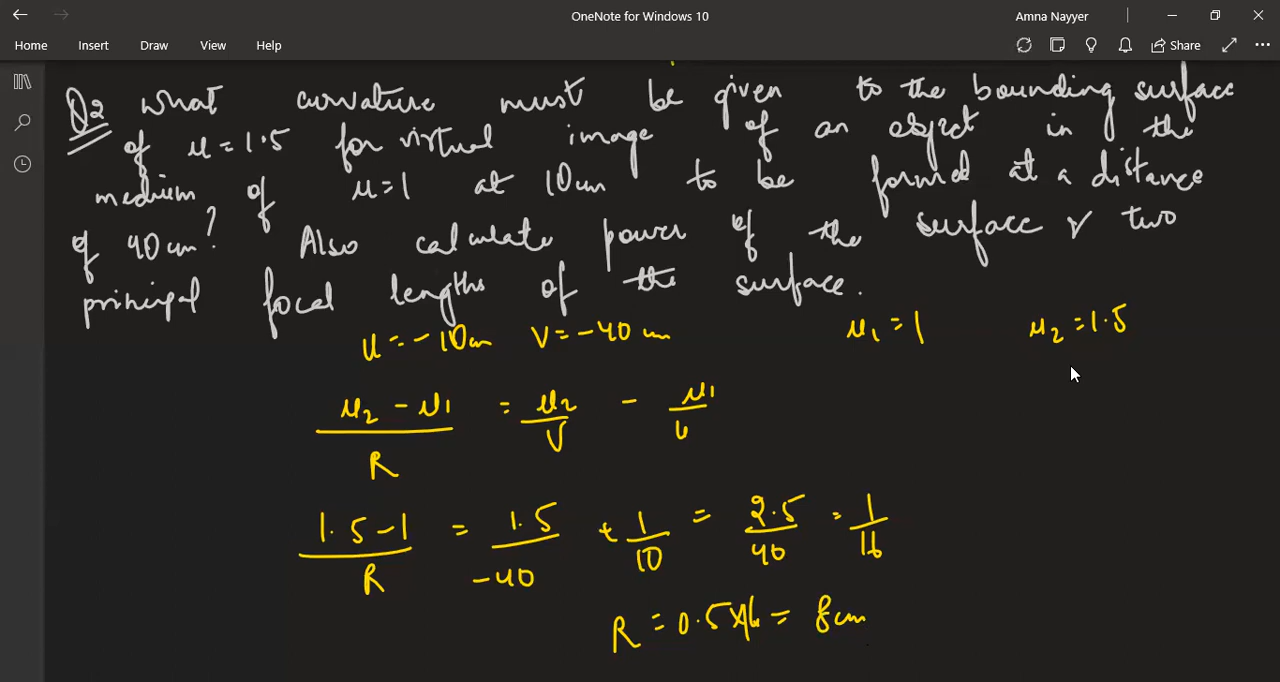 OneNote for Windows 10
Amna Nayyer
Home Insert Draw View Help
Share
Q2 What curvature must be given to the bounding surface
of μ = 1.5 for virtual image of an object in the
medium of μ=1 at 10cm to be formed at a distance
of 40 cm? Also calculate power of the surface & two
principal focal lengths of the surface.
u = -10cm v = -40 cm μ1 = 1 μ2 = 1.5
μ2 - μ1 / R = μ2 / v - μ1 / u
1.5-1 / R = 1.5 / -40 + 1 / 10 = 2.5 / 40 = 1 / 16
R = 0.5×16 = 8cm